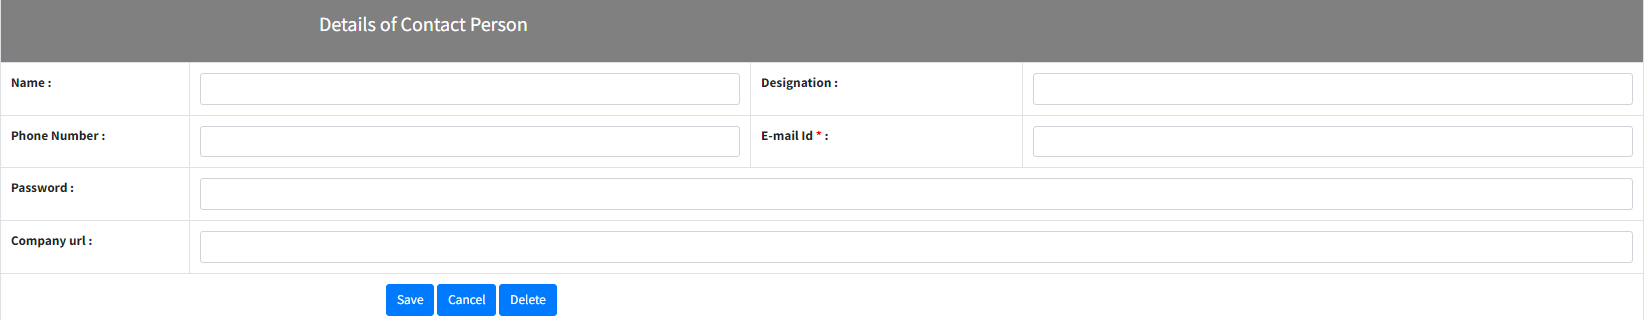 Details of Contact Person
Name :
Designation :
Phone Number :
E-mail Id * :
Password :
Company url :
Save Cancel Delete